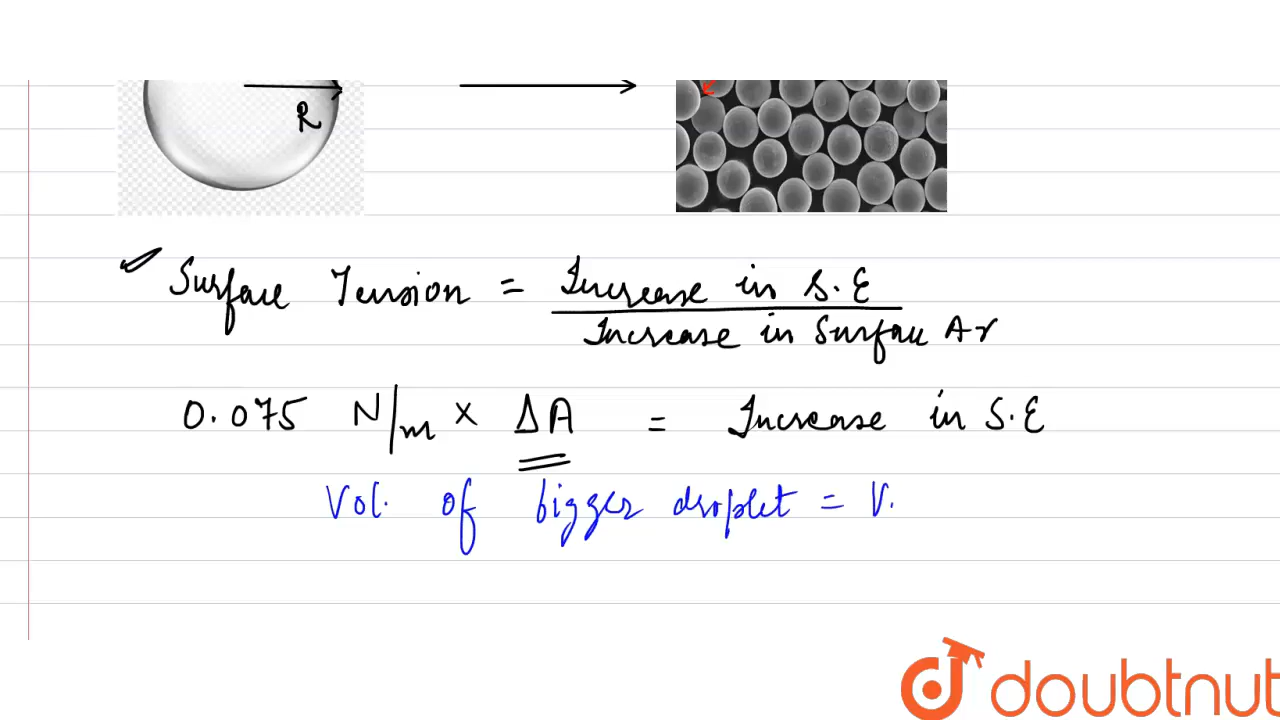 R
Surface Tension = Increase in S.E
Increase in Surface Ar
0.075 N/m × ΔA = Increase in S.E
Vol. of bigger droplet = V.
doubtnut